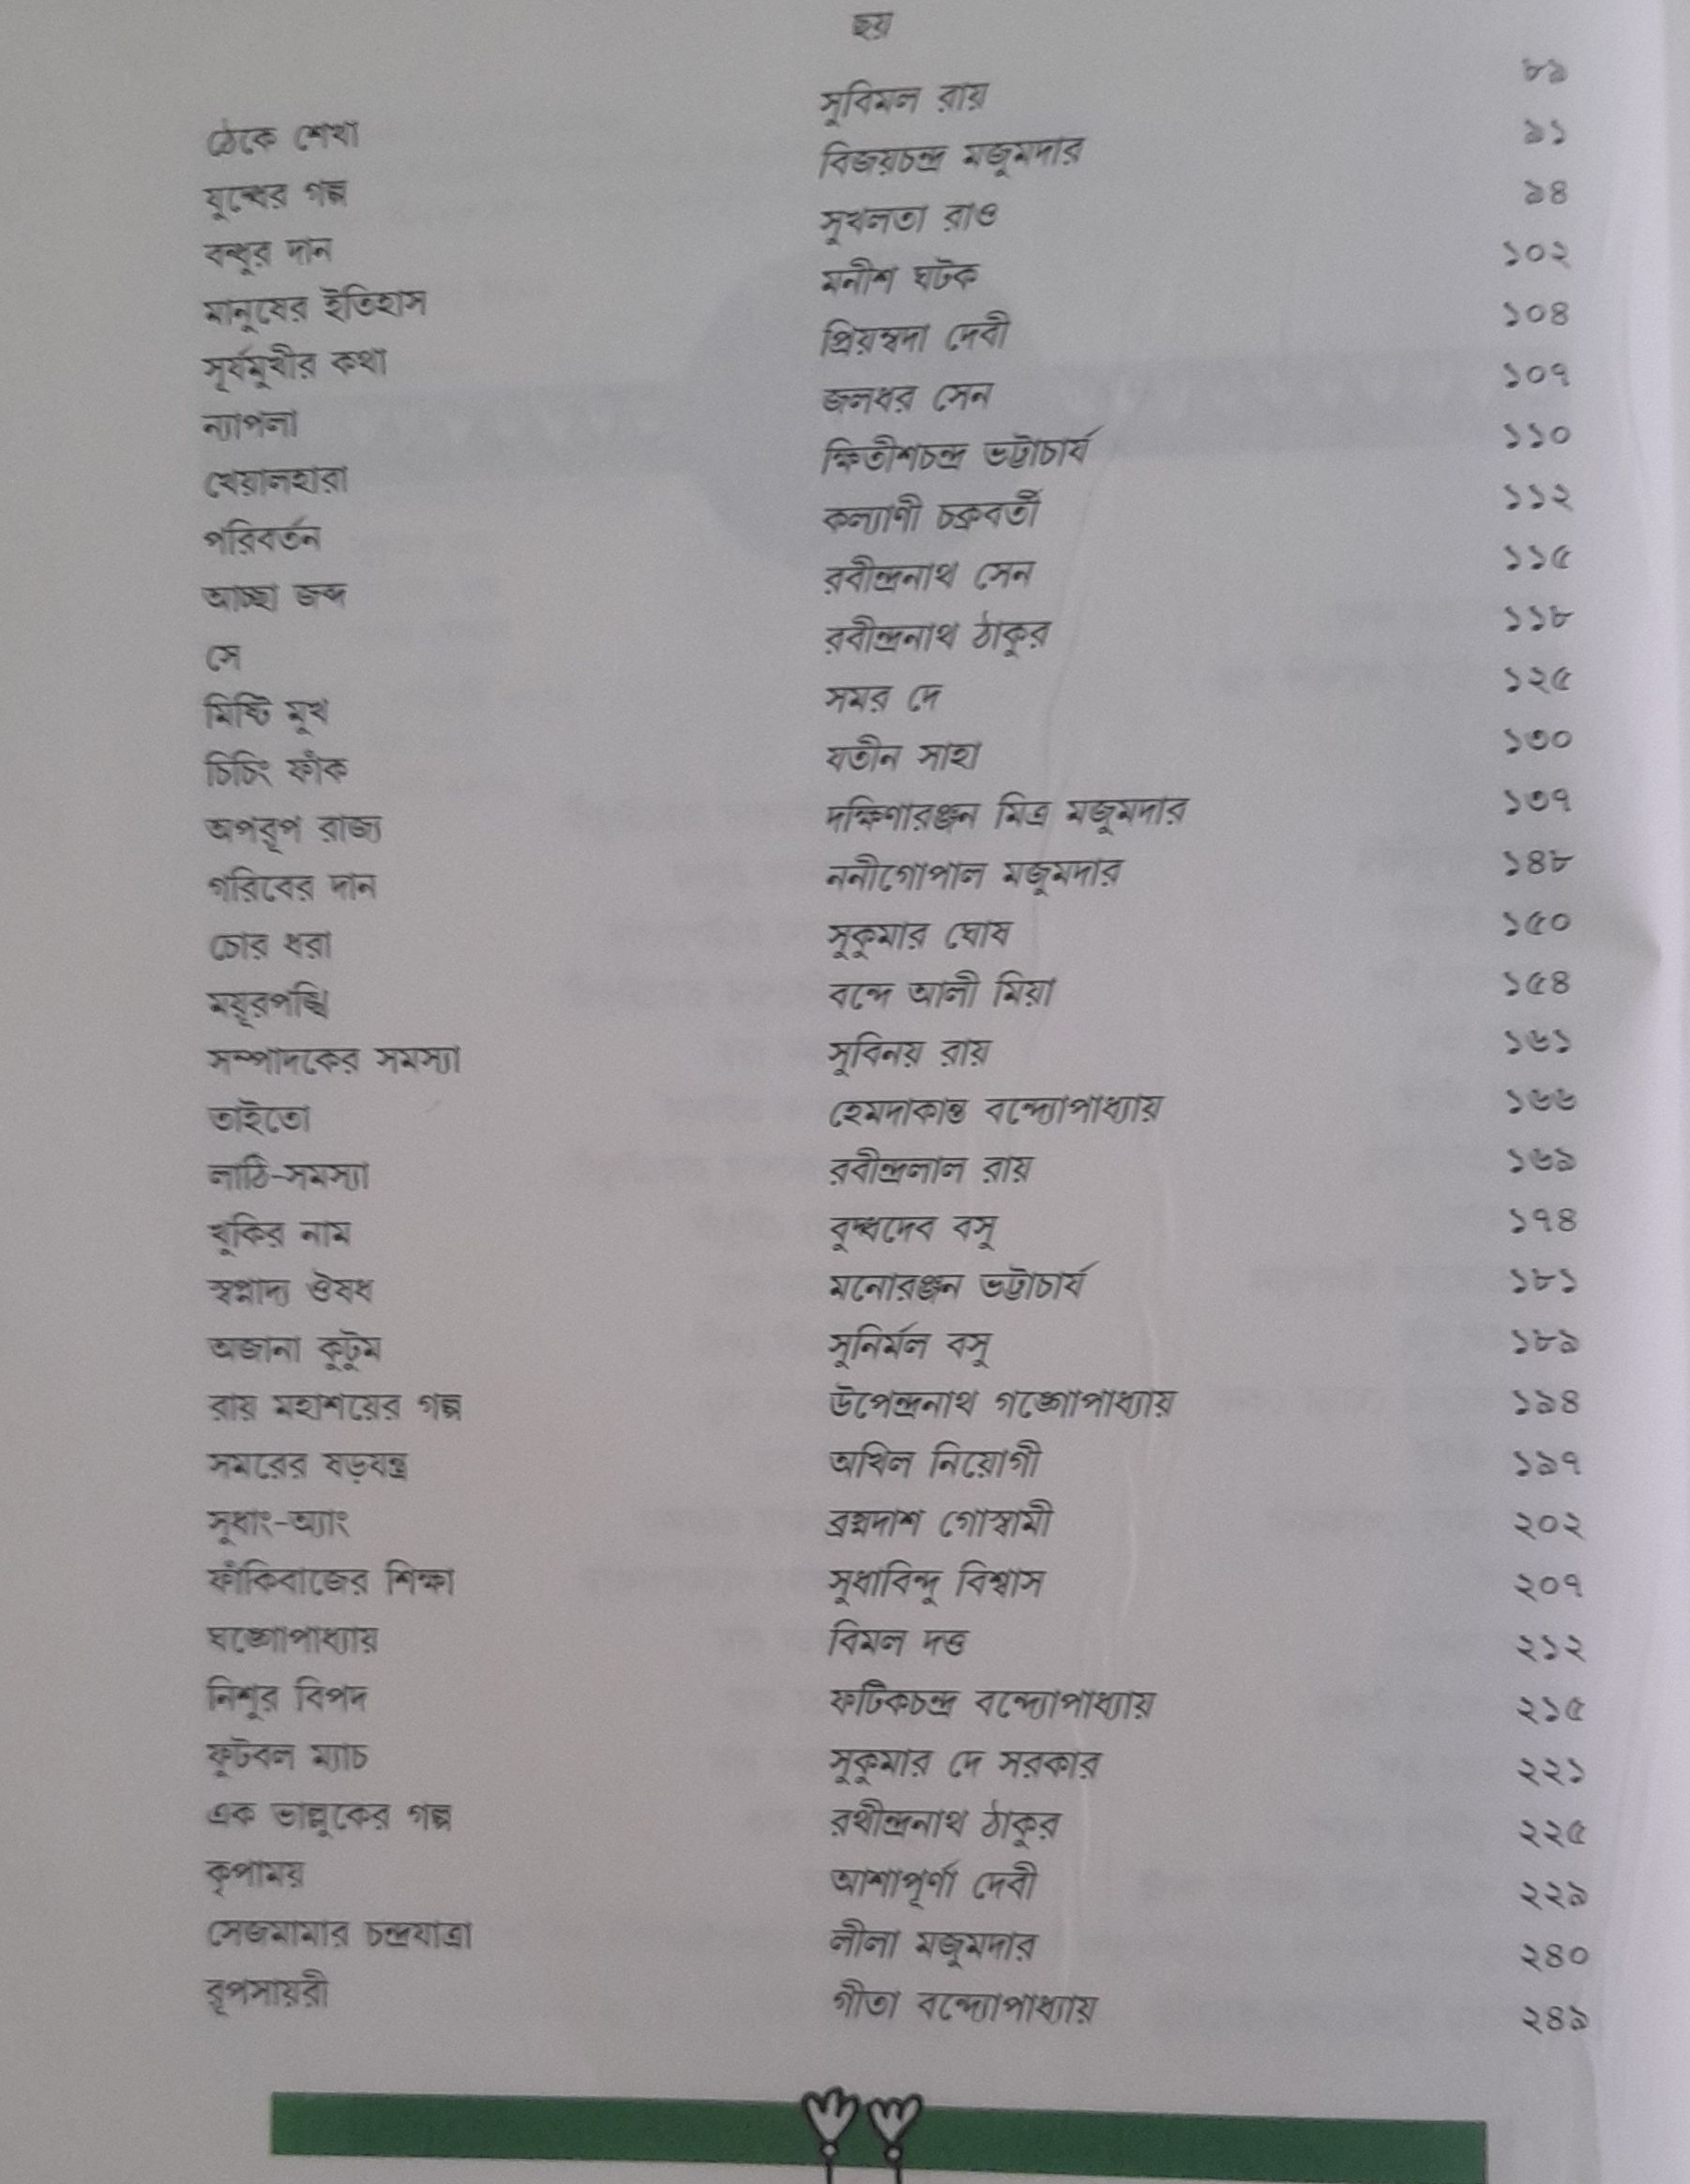 ছয়
ঠেকে শেখা সুবিমল রায় ৮৯
যুদ্ধের গল্প বিজয়চন্দ্র মজুমদার ৯১
বন্ধুর দান সুখলতা রাও ৯৪
মানুষের ইতিহাস মনীশ ঘটক ১০২
সূর্যমুখীর কথা প্রিয়ম্বদা দেবী ১০৪
ন্যাপলা জলধর সেন ১০৭
খেয়ালহারা ক্ষিতীশচন্দ্র ভট্টাচার্য ১১০
পরিবর্তন কল্যাণী চক্রবর্তী ১১২
আচ্ছা জব্দ রবীন্দ্রনাথ সেন ১১৫
সে রবীন্দ্রনাথ ঠাকুর ১১৮
মিষ্টি মুখ সমর দে ১২৫
চিচিং ফাঁক যতীন সাহা ১৩০
অপরূপ রাজ্য দক্ষিণারঞ্জন মিত্র মজুমদার ১৩৭
গরিবের দান ননীগোপাল মজুমদার ১৪৮
চোর ধরা সুকুমার ঘোষ ১৫০
ময়ূরপঙ্খি বন্দে আলী মিয়া ১৫৪
সম্পাদকের সমস্যা সুবিনয় রায় ১৬১
তাইতো হেমদাকান্ত বন্দ্যোপাধ্যায় ১৬৬
লাঠি-সমস্যা রবীন্দ্রলাল রায় ১৬৯
খুকির নাম বুদ্ধদেব বসু ১৭৪
স্বপ্নাদ্য ঔষধ মনোরঞ্জন ভট্টাচার্য ১৮১
অজানা কুটুম সুনির্মল বসু ১৮৯
রায় মহাশয়ের গল্প উপেন্দ্রনাথ গঙ্গোপাধ্যায় ১৯৪
সমরের ষড়যন্ত্র অখিল নিয়োগী ১৯৭
সুধাং-অ্যাং ব্রহ্মদাশ গোস্বামী ২০২
ফাঁকিবাজের শিক্ষা সুধাবিন্দু বিশ্বাস ২০৭
ঘঙ্গোপাধ্যায় বিমল দত্ত ২১২
নিশুর বিপদ ফটিকচন্দ্র বন্দ্যোপাধ্যায় ২১৫
ফুটবল ম্যাচ সুকুমার দে সরকার ২২১
এক ভাল্লুকের গল্প রথীন্দ্রনাথ ঠাকুর ২২৫
কৃপাময় আশাপূর্ণা দেবী ২২৯
সেজমামার চন্দ্রযাত্রা লীলা মজুমদার ২৪০
রূপসায়রী গীতা বন্দ্যোপাধ্যায় ২৪৯